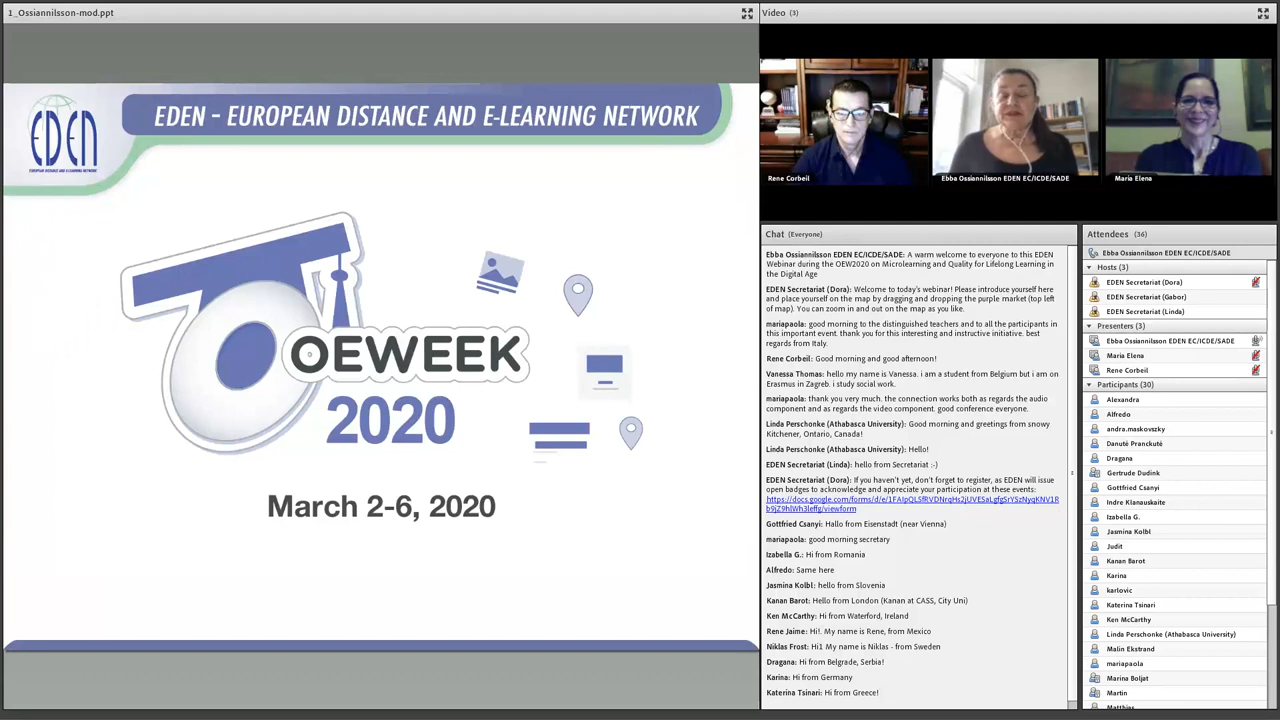 1_Ossiannilsson-mod.ppt
EDEN
EUROPEAN DISTANCE AND E-LEARNING NETWORK
EDEN - EUROPEAN DISTANCE AND E-LEARNING NETWORK
OEWEEK
2020
March 2-6, 2020
Video (3)
Rene Corbeil
Ebba Ossiannilsson EDEN EC/ICDE/SADE
Maria Elena
Chat (Everyone)
Ebba Ossiannilsson EDEN EC/ICDE/SADE: A warm welcome to everyone to this EDEN
Webinar during the OEW2020 on Microlearning and Quality for Lifelong Learning in
the Digital Age
EDEN Secretariat (Dora): Welcome to today's webinar! Please introduce yourself here
and place yourself on the map by dragging and dropping the purple market (top left
of map). You can zoom in and out on the map as you like.
mariapaola: good morning to the distinguished teachers and to all the participants in
this important event. thank you for this interesting and instructive initiative. best
regards from Italy.
Rene Corbeil: Good morning and good afternoon!
Vanessa Thomas: hello my name is Vanessa. i am a student from Belgium but i am on
Erasmus in Zagreb. i study social work.
mariapaola: thank you very much. the connection works both as regards the audio
component and as regards the video component. good conference everyone.
Linda Perschonke (Athabasca University): Good morning and greetings from snowy
Kitchener, Ontario, Canada!
Linda Perschonke (Athabasca University): Hello!
EDEN Secretariat (Linda): hello from Secretariat :-)
EDEN Secretariat (Dora): If you haven't yet, don't forget to register, as EDEN will issue
open badges to acknowledge and appreciate your participation at these events:
Gottfried Csanyi: Hallo from Eisenstadt (near Vienna)
mariapaola: good morning secretary
Izabella G.: Hi from Romania
Alfredo: Same here
Jasmina Kolbl: hello from Slovenia
Kanan Barot: Hello from London (Kanan at CASS, City Uni)
Ken McCarthy: Hi from Waterford, Ireland
Rene Jaime: Hi!. My name is Rene, from Mexico
Niklas Frost: Hi1 My name is Niklas - from Sweden
Dragana: Hi from Belgrade, Serbia!
Karina: Hi from Germany
Katerina Tsinari: Hi from Greece!
Attendees (36)
Ebba Ossiannilsson EDEN EC/ICDE/SADE
Hosts (3)
EDEN Secretariat (Dora)
EDEN Secretariat (Gabor)
EDEN Secretariat (Linda)
Presenters (3)
Ebba Ossiannilsson EDEN EC/ICDE/SADE
Maria Elena
Rene Corbeil
Participants (30)
Alexandra
Alfredo
andra.maskovszky
Danutė Pranckutė
Dragana
Gertrude Dudink
Gottfried Csanyi
Indre Klanauskaite
Izabella G.
Jasmina Kolbl
Judit
Kanan Barot
Karina
karlovic
Katerina Tsinari
Ken McCarthy
Linda Perschonke (Athabasca University)
Malin Ekstrand
mariapaola
Marina Boljat
Martin
Matthias